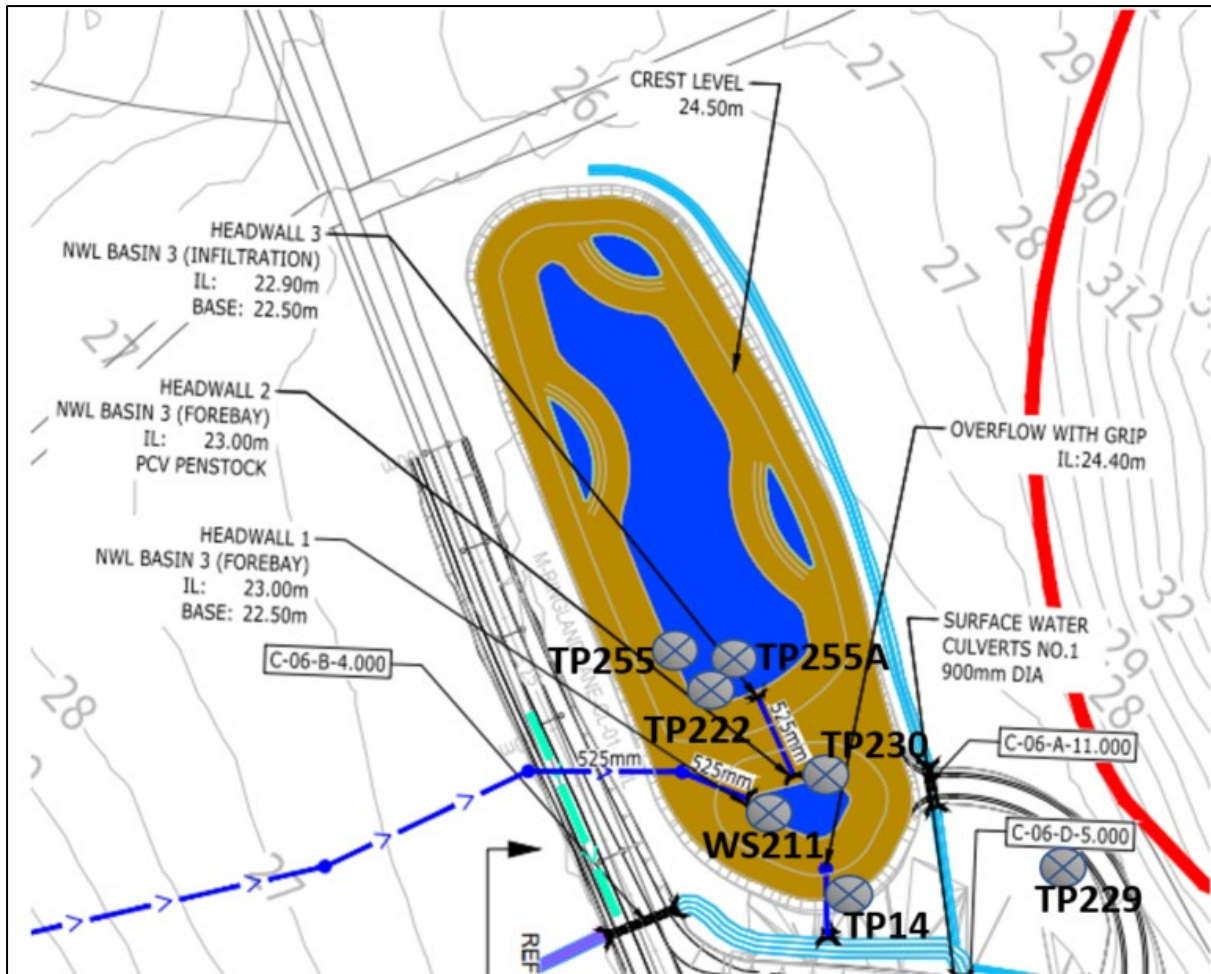 29
27
26
CREST LEVEL
24.50m
30
28
27
312
HEADWALL 3
NWL BASIN 3 (INFILTRATION)
IL: 22.90m
BASE: 22.50m
27
HEADWALL 2
NWL BASIN 3 (FOREBAY)
IL: 23.00m
PCV PENSTOCK
OVERFLOW WITH GRIP
IL:24.40m
HEADWALL 1
NWL BASIN 3 (FOREBAY)
IL: 23.00m
BASE: 22.50m
32
SURFACE WATER
CULVERTS NO.1
900mm DIA
29
28
C-06-B-4.000
TP255
TP255A
28
TP222
525mm
TP230
C-06-A-11.000
525mm
525mm
WS211
C-06-D-5.000
27
TP229
TP14
REF